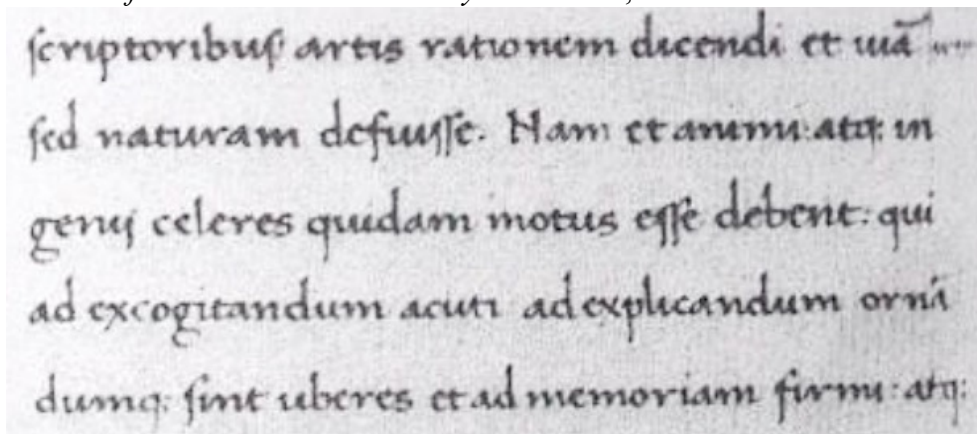 ſcriptoribuſ artis rationem dicendi et uiā
ſed naturam defuiſſe. Nam et animi: atq: in
genij celeres quidam motus eſſe debent: qui
ad excogitandum acuti ad explicandum ornā
dumq: ſint uberes et ad memoriam firmi: atq: